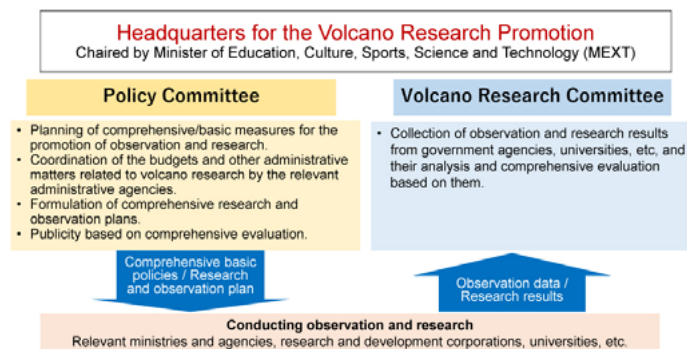 Headquarters for the Volcano Research Promotion
Chaired by Minister of Education, Culture, Sports, Science and Technology (MEXT)
Policy Committee
• Planning of comprehensive/basic measures for the
promotion of observation and research.
• Coordination of the budgets and other administrative
matters related to volcano research by the relevant
administrative agencies.
• Formulation of comprehensive research and
observation plans.
• Publicity based on comprehensive evaluation.
Volcano Research Committee
• Collection of observation and research results
from government agencies, universities, etc, and
their analysis and comprehensive evaluation
based on them.
Comprehensive basic
policies / Research
and observation plan
Observation data /
Research results
Conducting observation and research
Relevant ministries and agencies, research and development corporations, universities, etc.